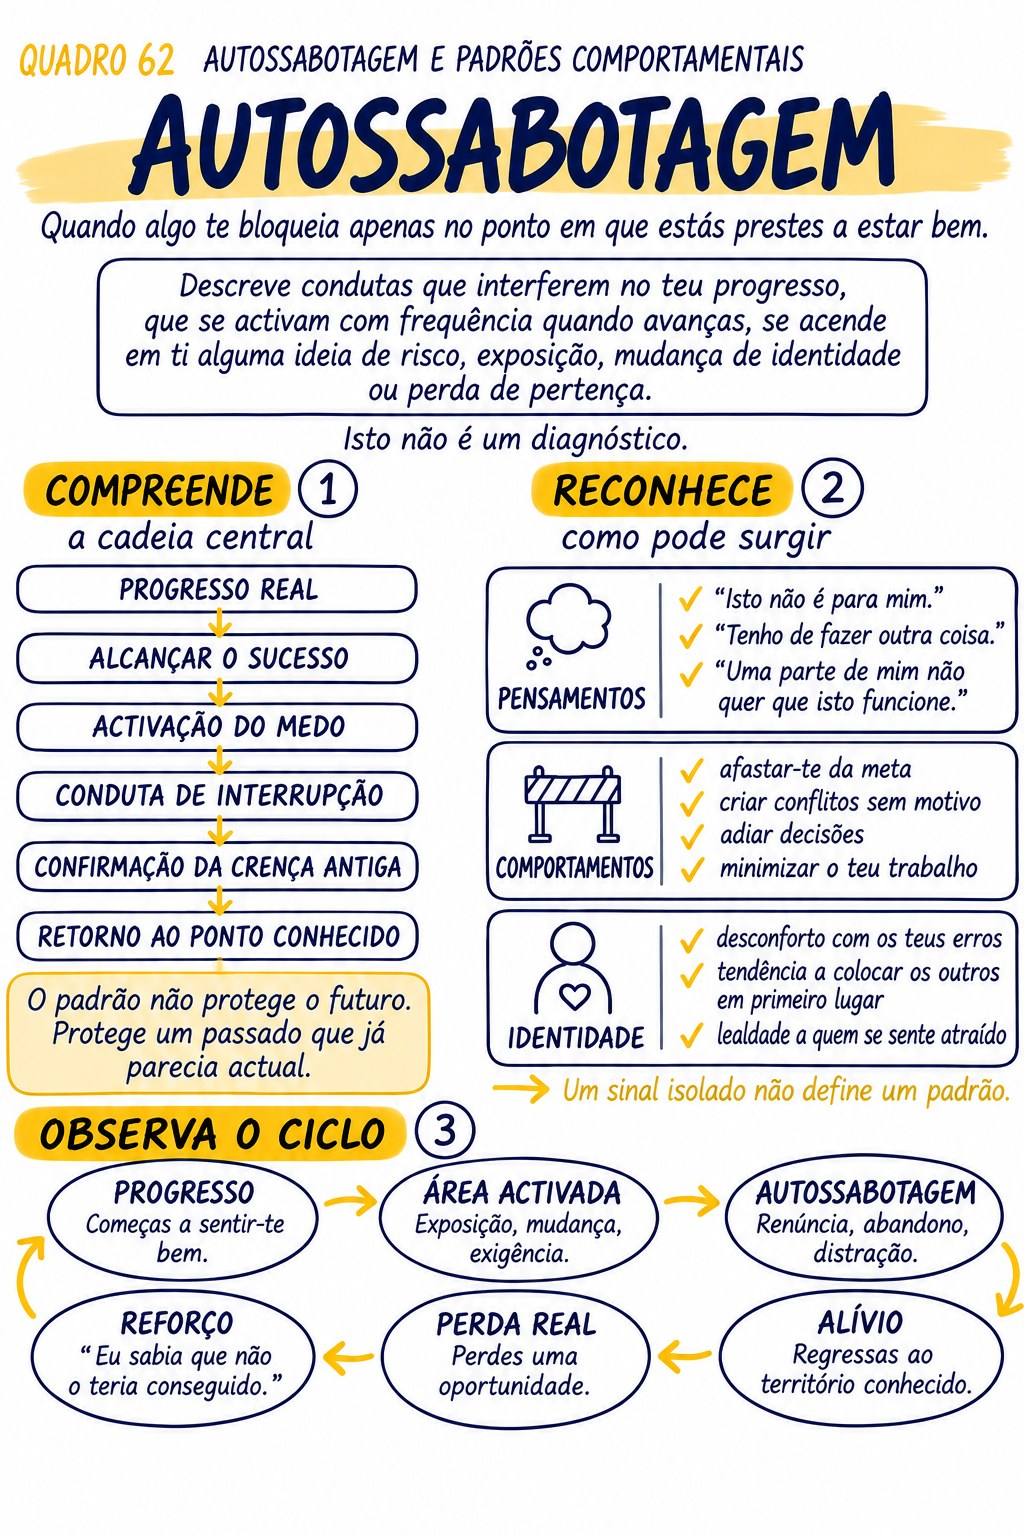 QUADRO 62 AUTOSSABOTAGEM E PADRÕES COMPORTAMENTAIS
AUTOSSABOTAGEM
Quando algo te bloqueia apenas no ponto em que estás prestes a estar bem.
Descreve condutas que interferem no teu progresso,
que se activam com frequência quando avanças, se acende
em ti alguma ideia de risco, exposição, mudança de identidade
ou perda de pertença.
Isto não é um diagnóstico.
COMPREENDE 1
a cadeia central
PROGRESSO REAL
ALCANÇAR O SUCESSO
ACTIVAÇÃO DO MEDO
CONDUTA DE INTERRUPÇÃO
CONFIRMAÇÃO DA CRENÇA ANTIGA
RETORNO AO PONTO CONHECIDO
O padrão não protege o futuro.
Protege um passado que já
parecia actual.
RECONHECE 2
como pode surgir
PENSAMENTOS
“Isto não é para mim.”
“Tenho de fazer outra coisa.”
“Uma parte de mim não
quer que isto funcione.”
COMPORTAMENTOS
afastar-te da meta
criar conflitos sem motivo
adiar decisões
minimizar o teu trabalho
IDENTIDADE
desconforto com os teus erros
tendência a colocar os outros
em primeiro lugar
lealdade a quem se sente atraído
Um sinal isolado não define um padrão.
OBSERVA O CICLO 3
PROGRESSO
Começas a sentir-te
bem.
ÁREA ACTIVADA
Exposição, mudança,
exigência.
AUTOSSABOTAGEM
Renúncia, abandono,
distração.
ALÍVIO
Regressas ao
território conhecido.
PERDA REAL
Perdes uma
oportunidade.
REFORÇO
“Eu sabia que não
o teria conseguido.”